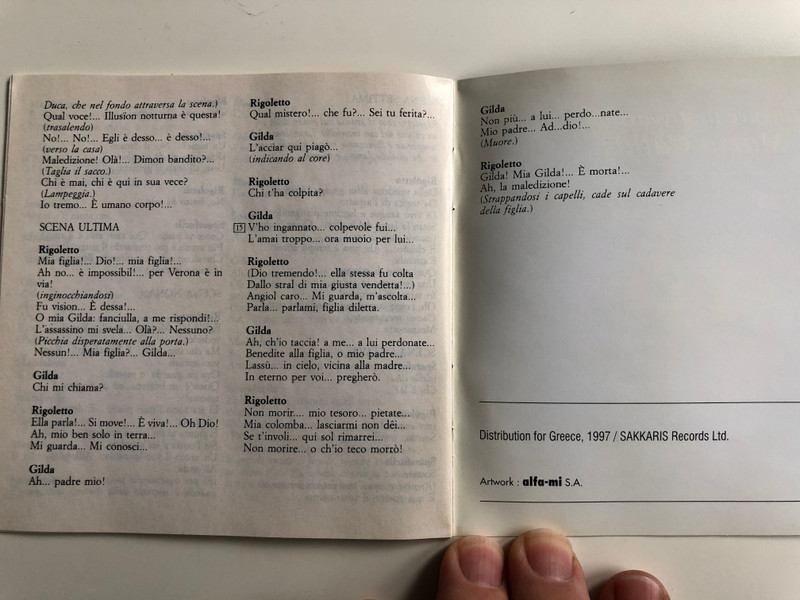 Duca, che nel fondo attraversa la scena.)
Qual voce!... Illusion notturna è questa!
(trasalendo)
No!... No!... Egli è desso... è desso!...
(verso la casa)
Maledizione! Olà!... Dimon bandito?...
(Taglia il sacco.)
Chi è mai, chi è qui in sua vece?
(Lampeggia.)
Io tremo... È umano corpo!...
SCENA ULTIMA
Rigoletto
Mia figlia!... Dio!... mia figlia!...
Ah no... è impossibil!... per Verona è in
via!
(inginocchiandosi)
Fu vision... È dessa!...
O mia Gilda: fanciulla, a me rispondi!...
L'assassino mi svela... Olà?... Nessuno?
(Picchia disperatamente alla porta.)
Nessun!... Mia figlia?... Gilda...
Gilda
Chi mi chiama?
Rigoletto
Ella parla!... Si move!... È viva!... Oh Dio!
Ah, mio ben solo in terra...
Mi guarda... Mi conosci...
Gilda
Ah... padre mio!
Rigoletto
Qual mistero!... che fu?... Sei tu ferita?...
Gilda
L'acciar qui piagò...
(indicando al core)
Rigoletto
Chi t'ha colpita?
Gilda
15 V'ho ingannato... colpevole fui...
L'amai troppo... ora muoio per lui...
Rigoletto
(Dio tremendo!... ella stessa fu colta
Dallo stral di mia giusta vendetta!...)
Angiol caro... Mi guarda, m'ascolta...
Parla... parlami, figlia diletta.
Gilda
Ah, ch'io taccia! a me... a lui perdonate...
Benedite alla figlia, o mio padre...
Lassù... in cielo, vicina alla madre...
In eterno per voi... pregherò.
Rigoletto
Non morir.... mio tesoro... pietate...
Mia colomba... lasciarmi non dêi...
Se t'involi... qui sol rimarrei...
Non morire... o ch'io teco morrò!
Gilda
Non più... a lui... perdo...nate...
Mio padre... Ad...dio!...
(Muore.)
Rigoletto
Gilda! Mia Gilda!... È morta!...
Ah, la maledizione!
(Strappandosi i capelli, cade sul cadavere
della figlia.)
Distribution for Greece, 1997 / SAKKARIS Records Ltd.
Artwork : alfa-mi S.A.